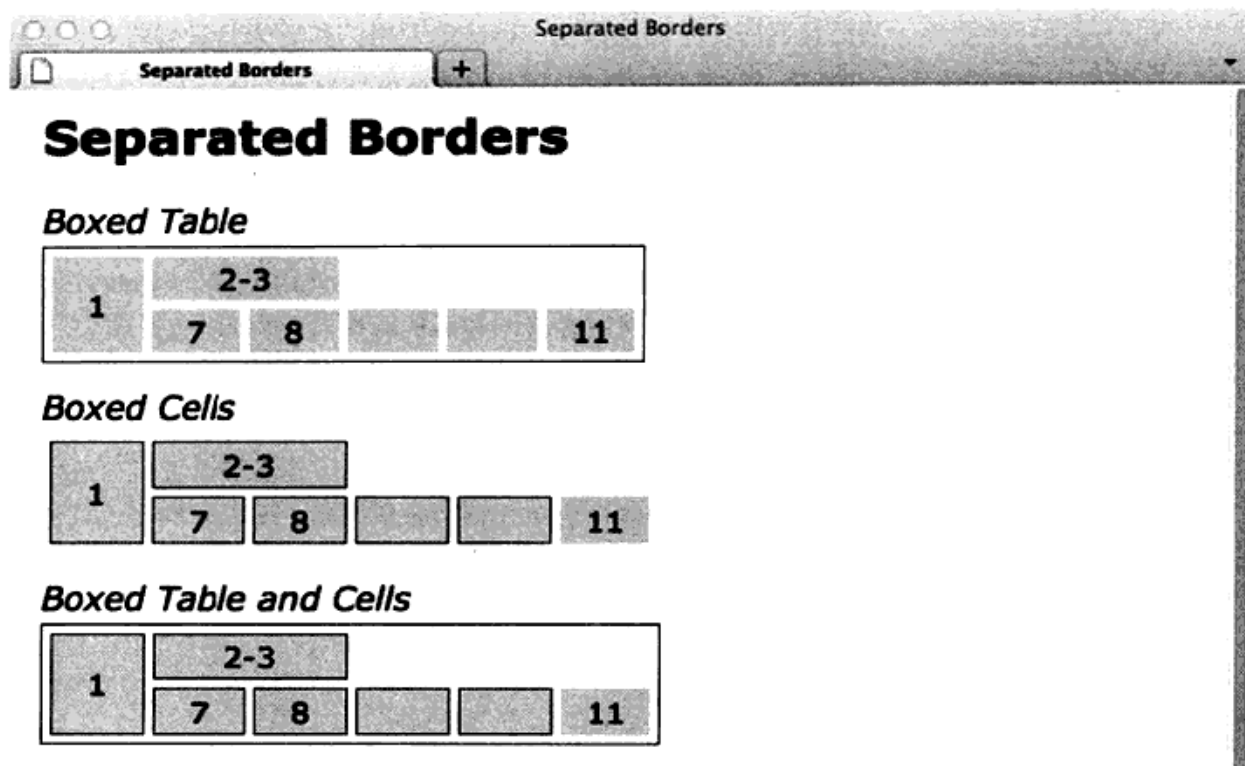 Separated Borders
Separated Borders +
Separated Borders
Boxed Table
1 2-3
7 8 11
Boxed Cells
1 2-3
7 8 11
Boxed Table and Cells
1 2-3
7 8 11